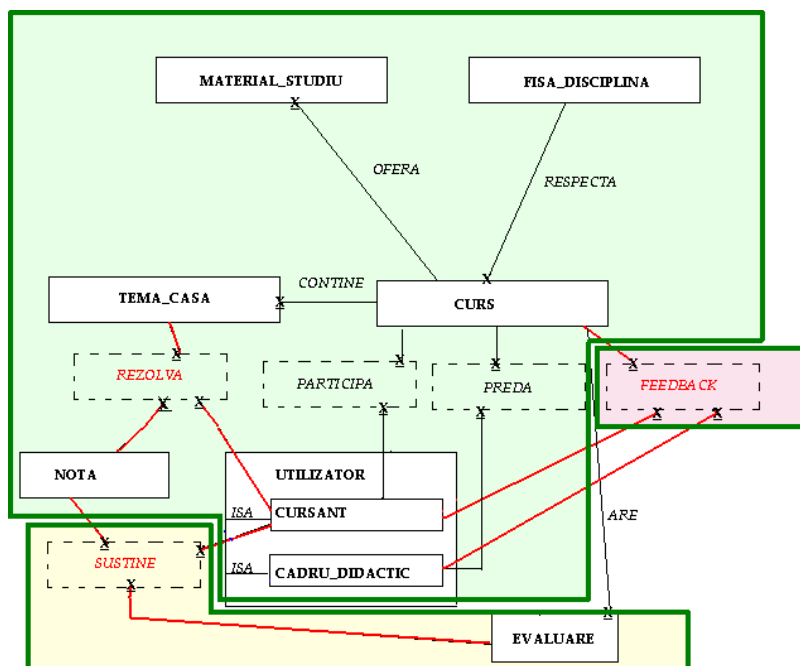 MATERIAL_STUDIU
FISA_DISCIPLINA
OFERA
RESPECTA
CONTINE
TEMA_CASA
CURS
X
X
X
X
X
X
X
REZOLVA
PARTICIPA
PREDA
FEEDBACK
X
X
X
X
X
X
NOTA
UTILIZATOR
ISA
CURSANT
ARE
X
X
SUSTINE
ISA
CADRU_DIDACTIC
X
X
EVALUARE